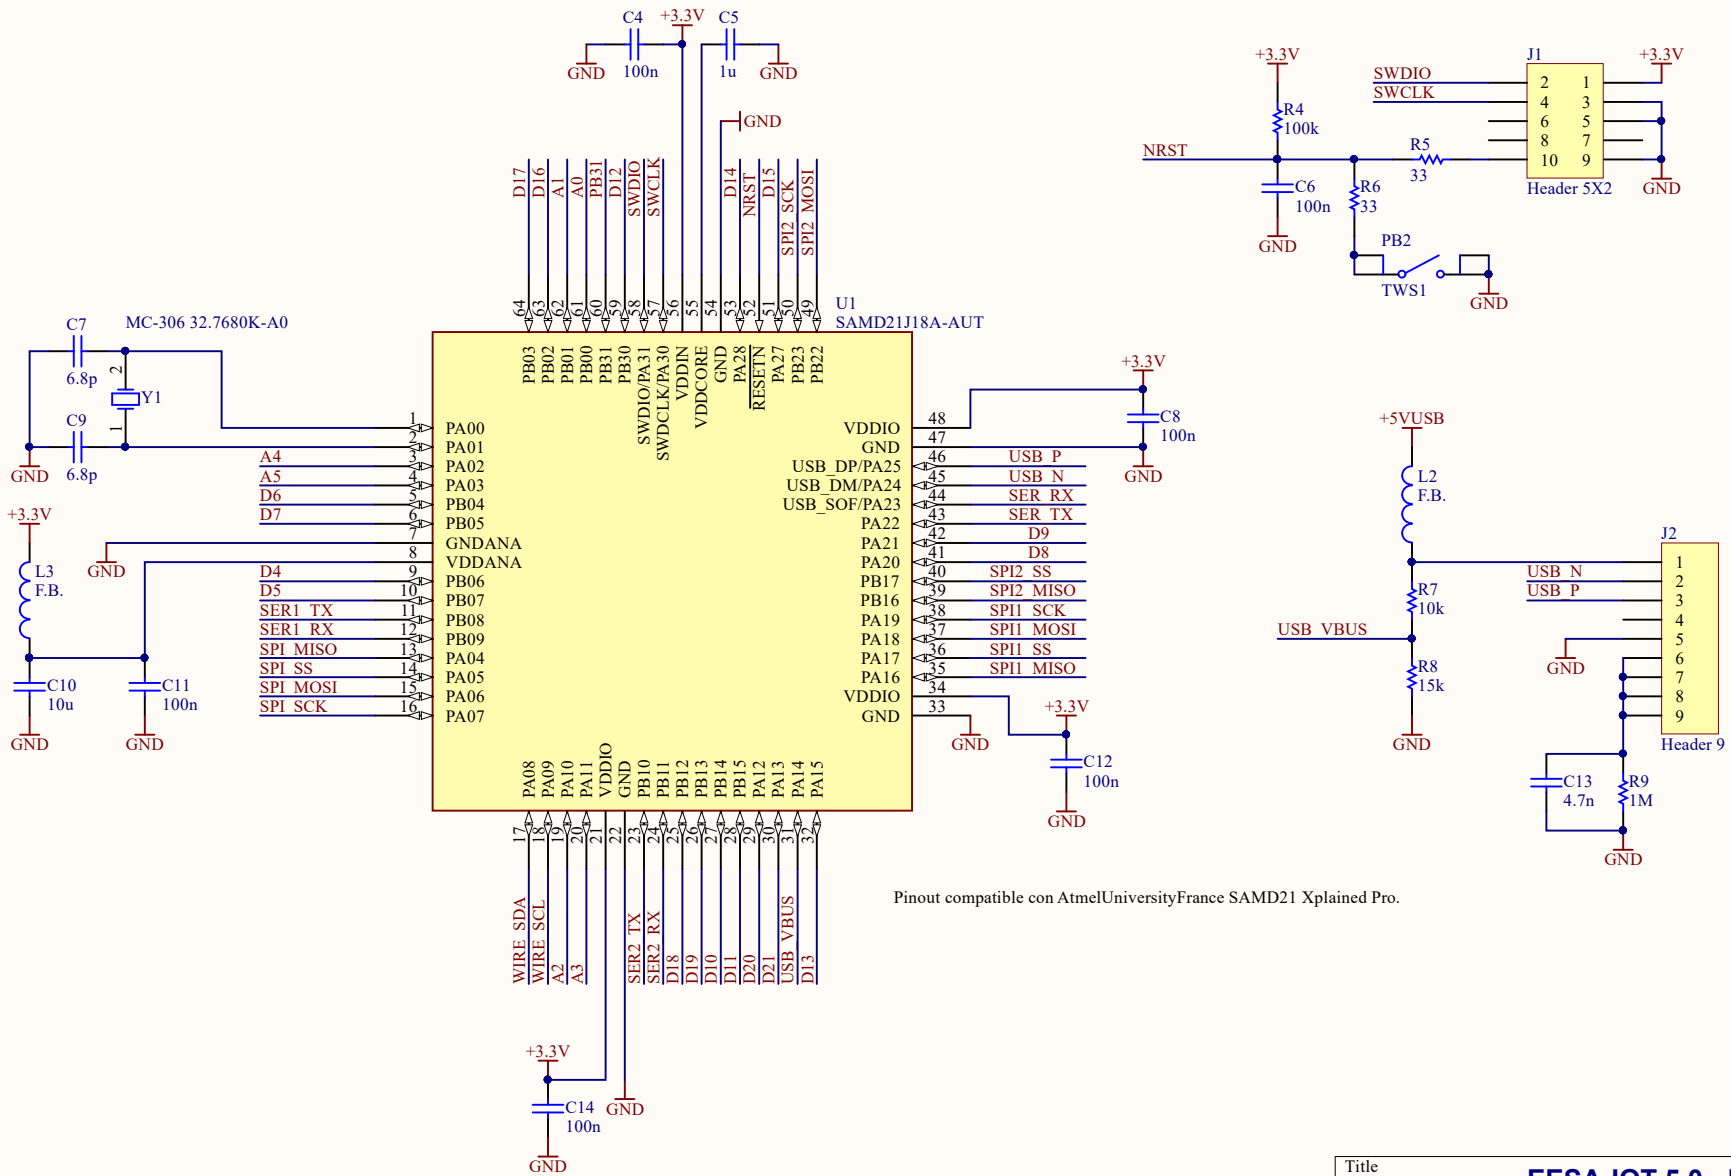 C4
+3.3V
C5
GND
100n
1u
GND
GND
D17
D16
A1
A0
PB31
D12
SWDIO
SWCLK
D14
NRST
D15
SPI2_SCK
SPI2_MOSI
64
63
62
61
60
59
58
57
56
55
54
53
52
51
50
49
PB03
PB02
PB01
PB00
PB31
PB30
SWDIO/PA31
SWDCLK/PA30
VDDIN
VDDCORE
GND
PA28
RESETN
PA27
PB23
PB22
U1
SAMD21J18A-AUT
+3.3V
R4
100k
NRST
C6
100n
GND
R6
33
R5
33
PB2
TWS1
GND
SWDIO
SWCLK
J1
2 1
4 3
6 5
8 7
10 9
Header 5X2
+3.3V
GND
C7
MC-306 32.7680K-A0
6.8p
2
Y1
1
C9
6.8p
GND
1 PA00
2 PA01
A4 3 PA02
A5 4 PA03
D6 5 PB04
D7 6 PB05
7 GNDANA
8 VDDANA
D4 9 PB06
D5 10 PB07
SER1_TX 11 PB08
SER1_RX 12 PB09
SPI_MISO 13 PA04
SPI_SS 14 PA05
SPI_MOSI 15 PA06
SPI_SCK 16 PA07
+3.3V
L3
F.B.
GND
C10
10u
GND
C11
100n
GND
VDDIO 48
GND 47
USB_DP/PA25 46 USB_P
USB_DM/PA24 45 USB_N
USB_SOF/PA23 44 SER_RX
PA22 43 SER_TX
PA21 42 D9
PA20 41 D8
PB17 40 SPI2_SS
PB16 39 SPI2_MISO
PA19 38 SPI1_SCK
PA18 37 SPI1_MOSI
PA17 36 SPI1_SS
PA16 35 SPI1_MISO
VDDIO 34
GND 33
+3.3V
C8
100n
GND
GND
+3.3V
C12
100n
GND
PA08
PA09
PA10
PA11
VDDIO
GND
PB10
PB11
PB12
PB13
PB14
PB15
PA12
PA13
PA14
PA15
17
18
19
20
21
22
23
24
25
26
27
28
29
30
31
32
WIRE_SDA
WIRE_SCL
A2
A3
SER2_TX
SER2_RX
D18
D19
D10
D11
D20
D21
USB_VBUS
D13
+3.3V
C14
100n
GND
GND
+5VUSB
L2
F.B.
R7
10k
USB_VBUS
R8
15k
GND
J2
1
USB_N 2
USB_P 3
4
5
6
7
8
9
GND
Header 9
C13
4.7n
R9
1M
GND
Pinout compatible con AtmelUniversityFrance SAMD21 Xplained Pro.
Title